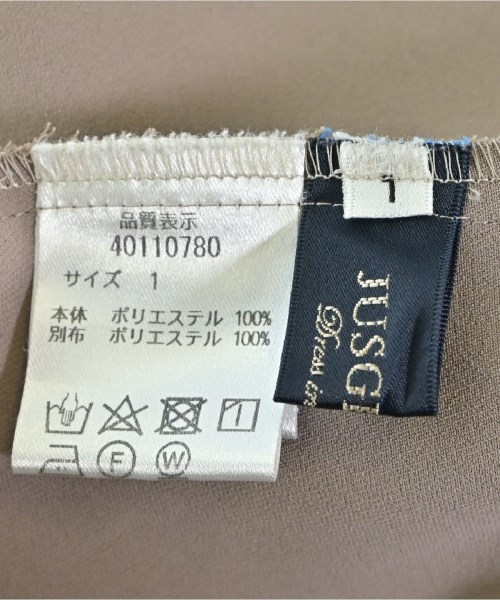 品質表示
40110780
サイズ 1
本体 ポリエステル 100%
別布 ポリエステル 100%
F W
1